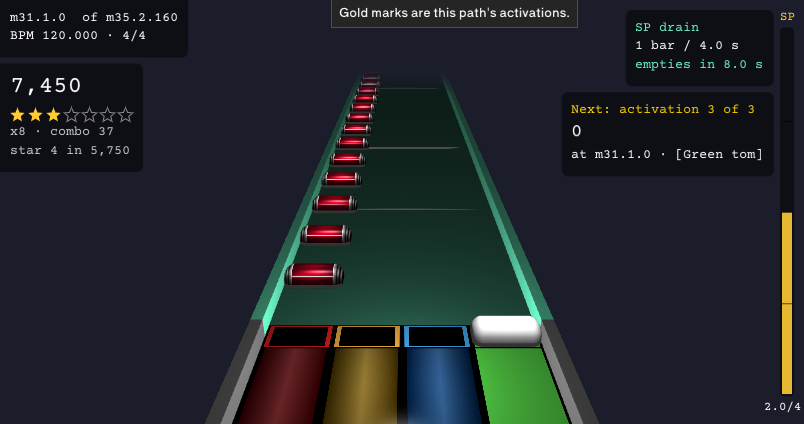 m31.1.0 of m35.2.160
BPM 120.000 · 4/4
7,450
x8 · combo 37
star 4 in 5,750
Gold marks are this path's activations.
SP drain
1 bar / 4.0 s
empties in 8.0 s
Next: activation 3 of 3
0
at m31.1.0 · [Green tom]
SP
2.0/4